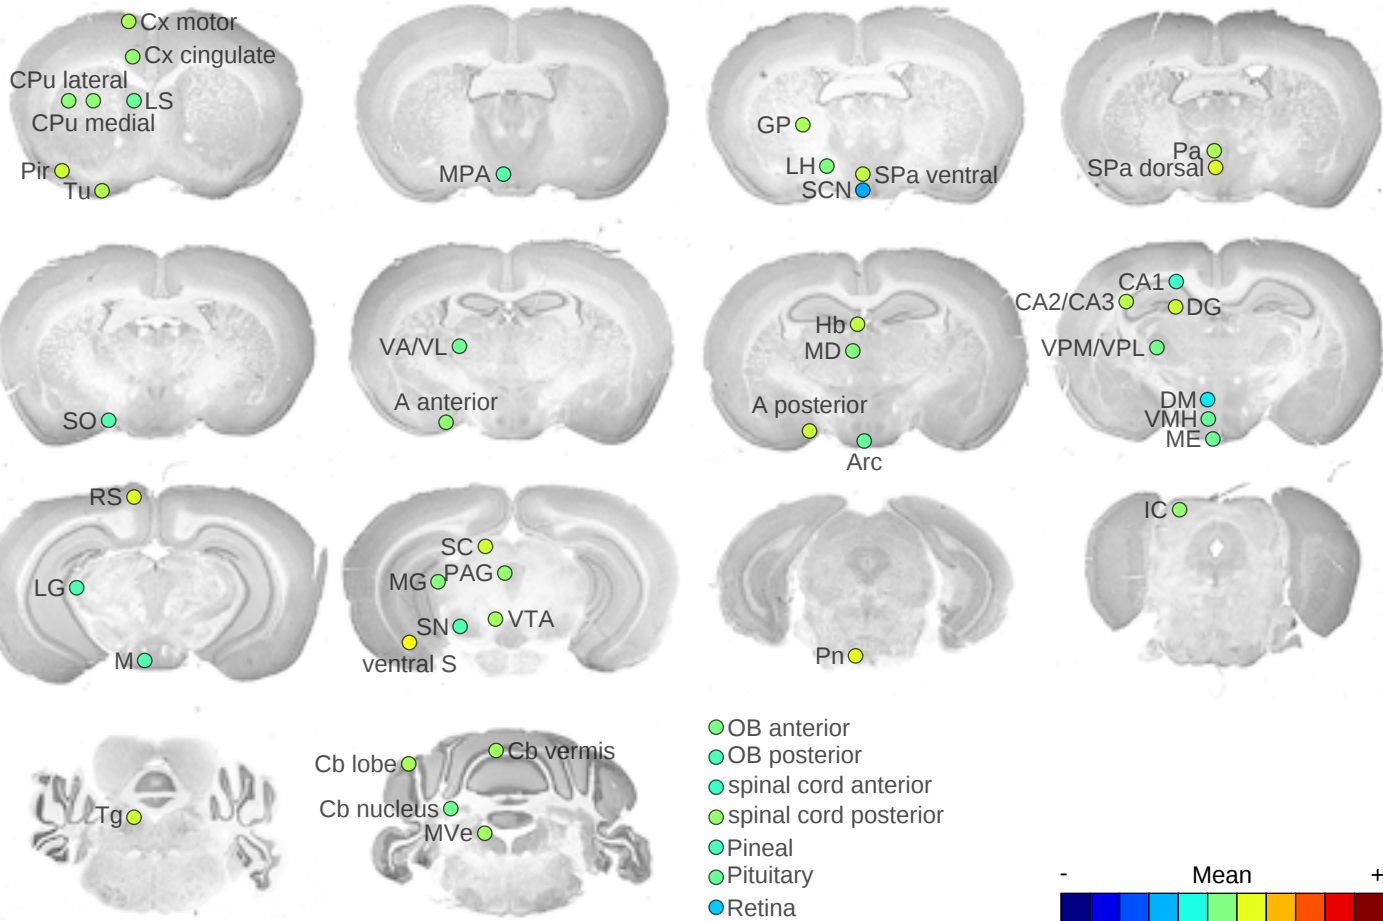 Cx motor
Cx cingulate
CPu lateral
LS
CPu medial
Pir
Tu
MPA
GP
LH
SPa ventral
SCN
Pa
SPa dorsal
SO
VA/VL
A anterior
Hb
MD
A posterior
Arc
CA1
CA2/CA3
DG
VPM/VPL
DM
VMH
ME
RS
LG
M
SC
MG
PAG
SN
VTA
ventral S
Pn
IC
Tg
Cb lobe
Cb vermis
Cb nucleus
MVe
OB anterior
OB posterior
spinal cord anterior
spinal cord posterior
Pineal
Pituitary
Retina
- Mean +